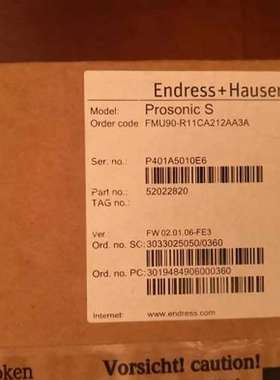 Endress+Hauser
Model: Prosonic S
Order code FMU90-R11CA212AA3A
Ser. no.: P401A5010E6
Part no.: 52022820
TAG no.:
Ver.: FW 02.01.06-FE3
Ord. no. SC: 3033025050/0360
Ord. no. PC: 3019484906000360
Internet: www.endress.com
oken
Vorsicht! caution!